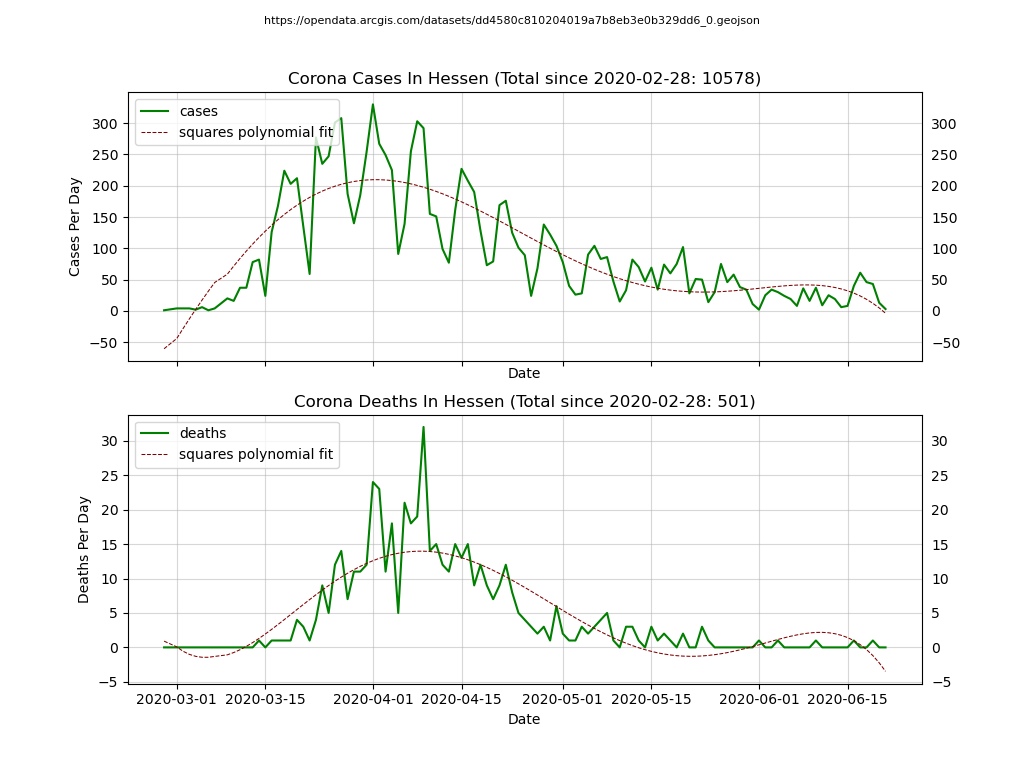 https://opendata.arcgis.com/datasets/dd4580c810204019a7b8eb3e0b329dd6_0.geojson
Corona Cases In Hessen (Total since 2020-02-28: 10578)
cases
squares polynomial fit
Cases Per Day
300
250
200
150
100
50
0
−50
300
250
200
150
100
50
0
−50
Date
Corona Deaths In Hessen (Total since 2020-02-28: 501)
deaths
squares polynomial fit
Deaths Per Day
30
25
20
15
10
5
0
−5
30
25
20
15
10
5
0
−5
2020-03-01 2020-03-15 2020-04-01 2020-04-15 2020-05-01 2020-05-15 2020-06-01 2020-06-15
Date